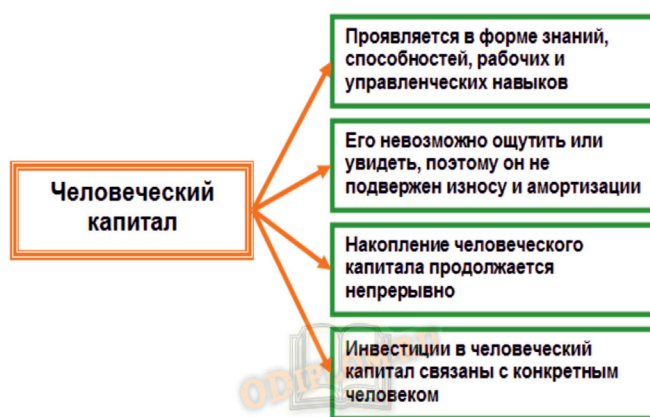 Проявляется в форме знаний,
способностей, рабочих и
управленческих навыков
Его невозможно ощутить или
увидеть, поэтому он не
подвержен износу и амортизации
Человеческий
капитал
Накопление человеческого
капитала продолжается
непрерывно
Инвестиции в человеческий
капитал связаны с конкретным
человеком